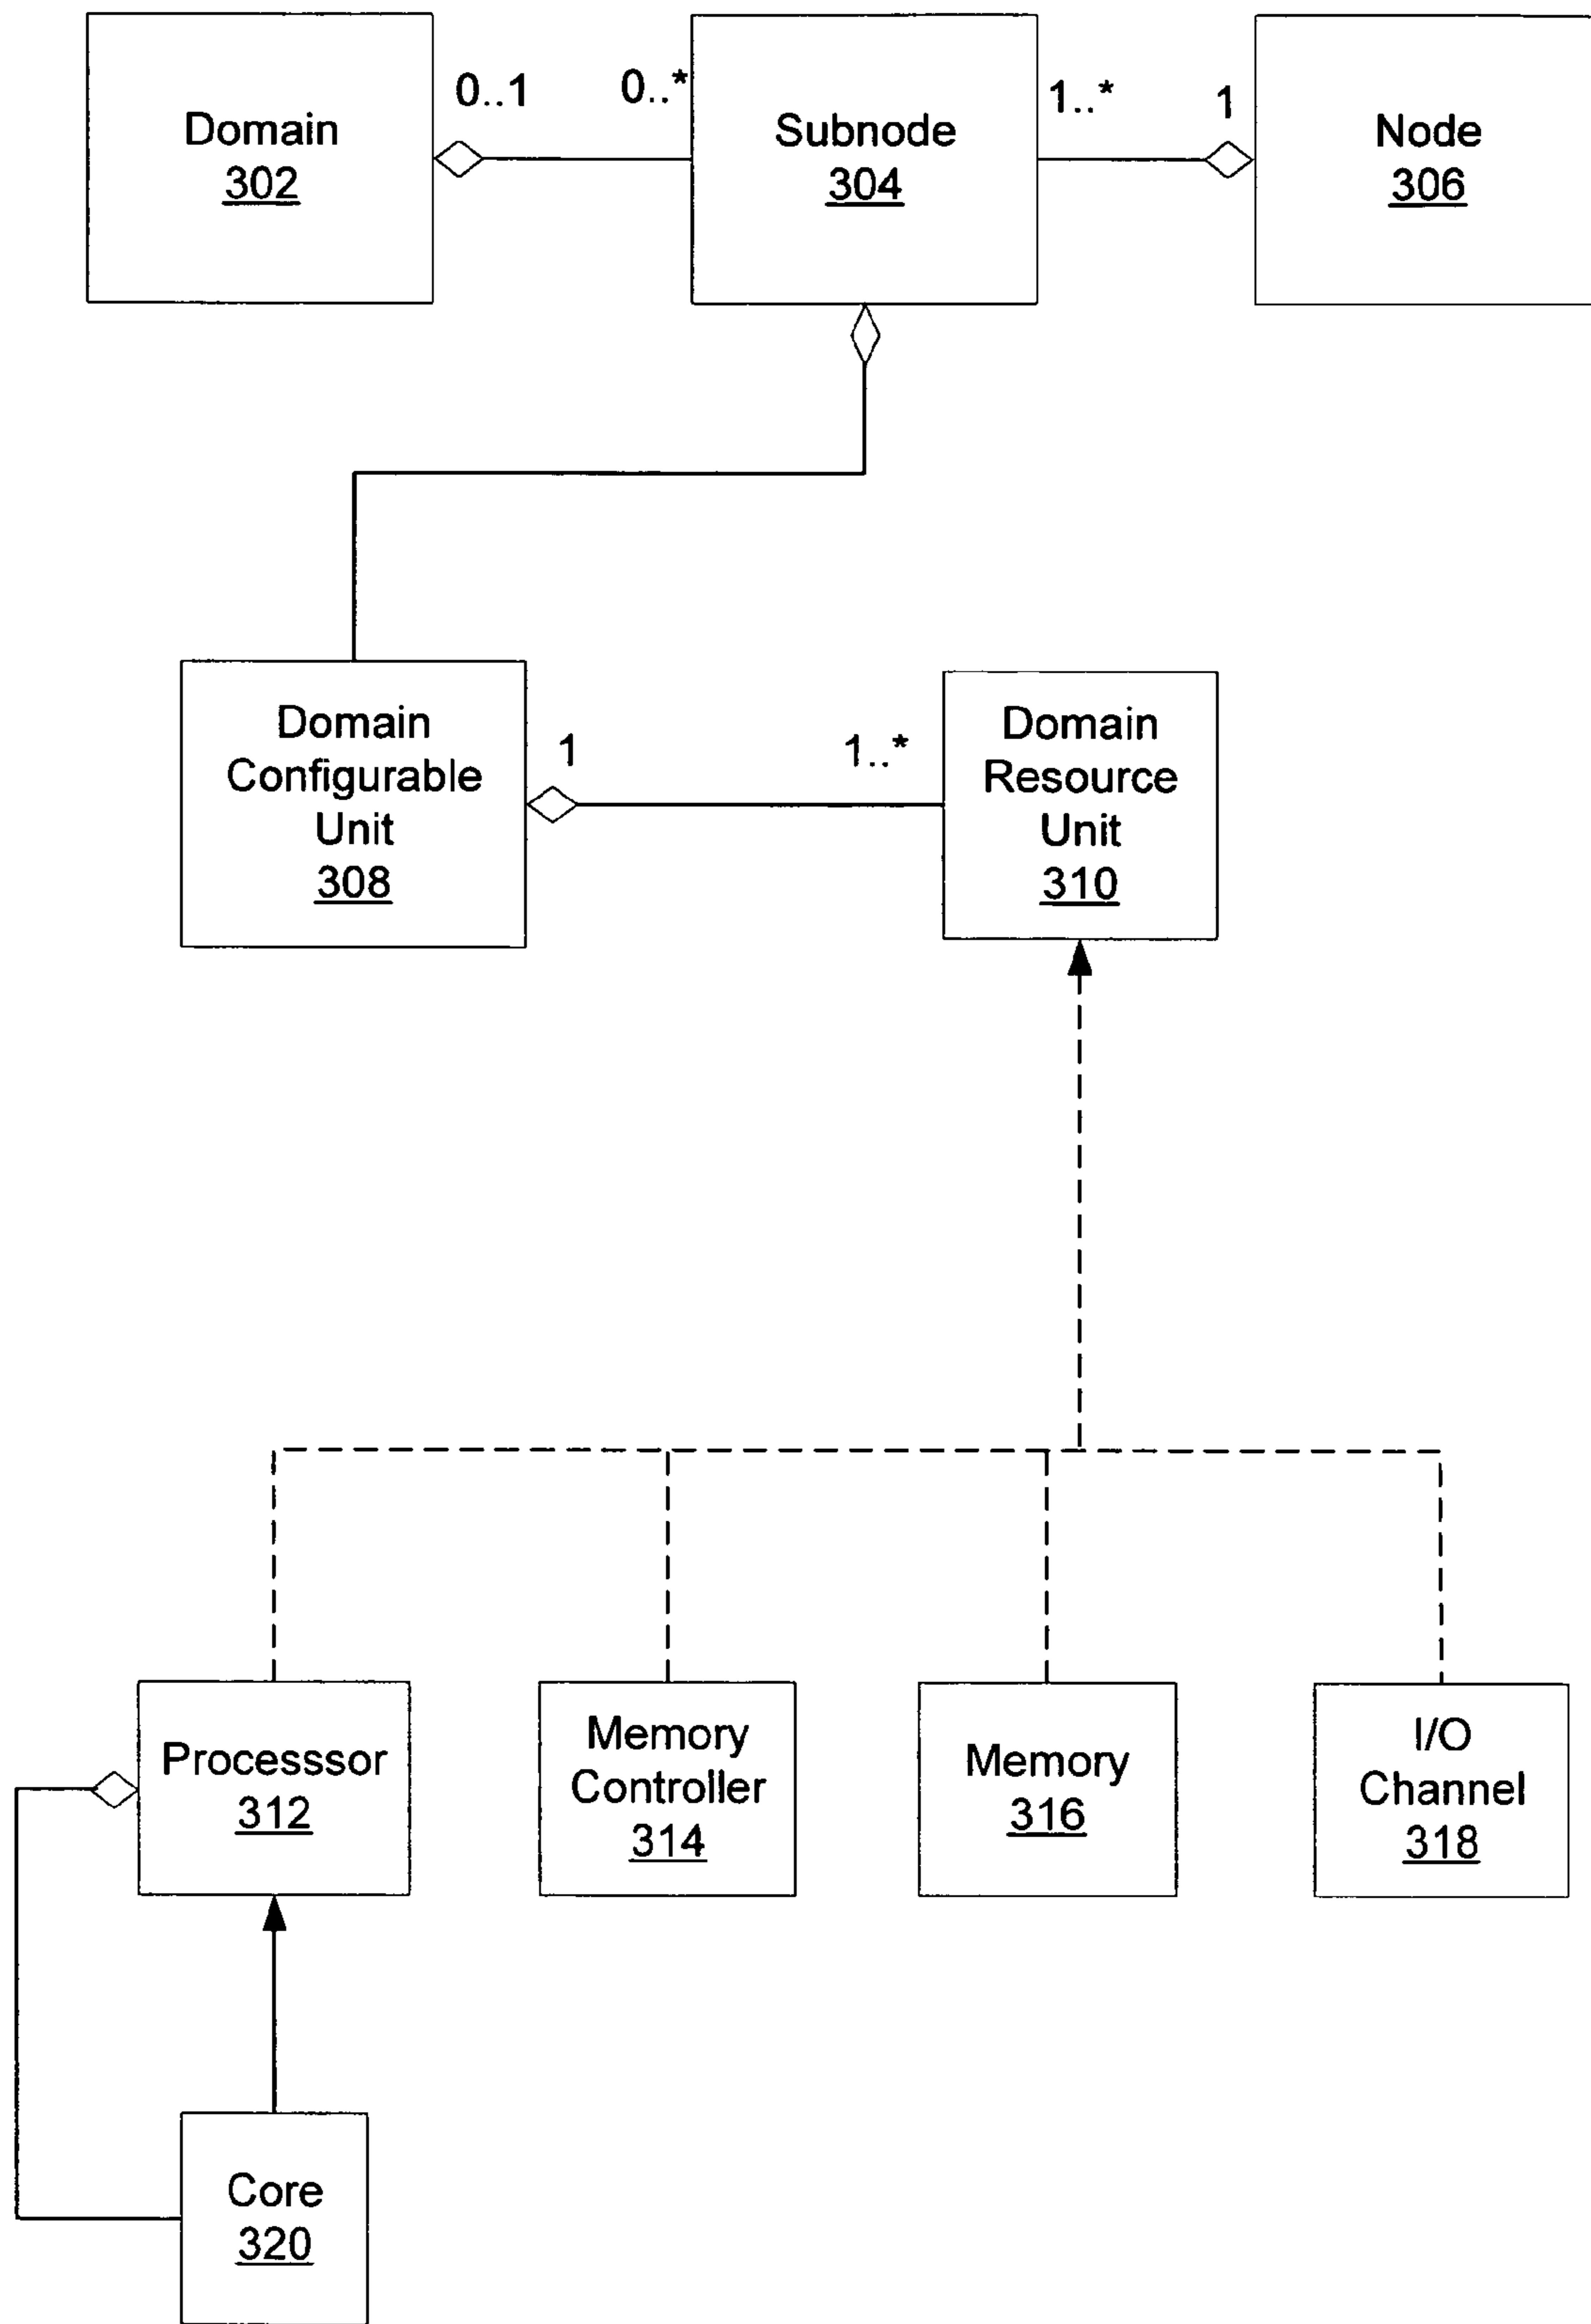 Domain
302
0..1
0..*
Subnode
304
1..*
1
Node
306
Domain
Configurable
Unit
308
1
1..*
Domain
Resource
Unit
310
Processsor
312
Memory
Controller
314
Memory
316
I/O
Channel
318
Core
320